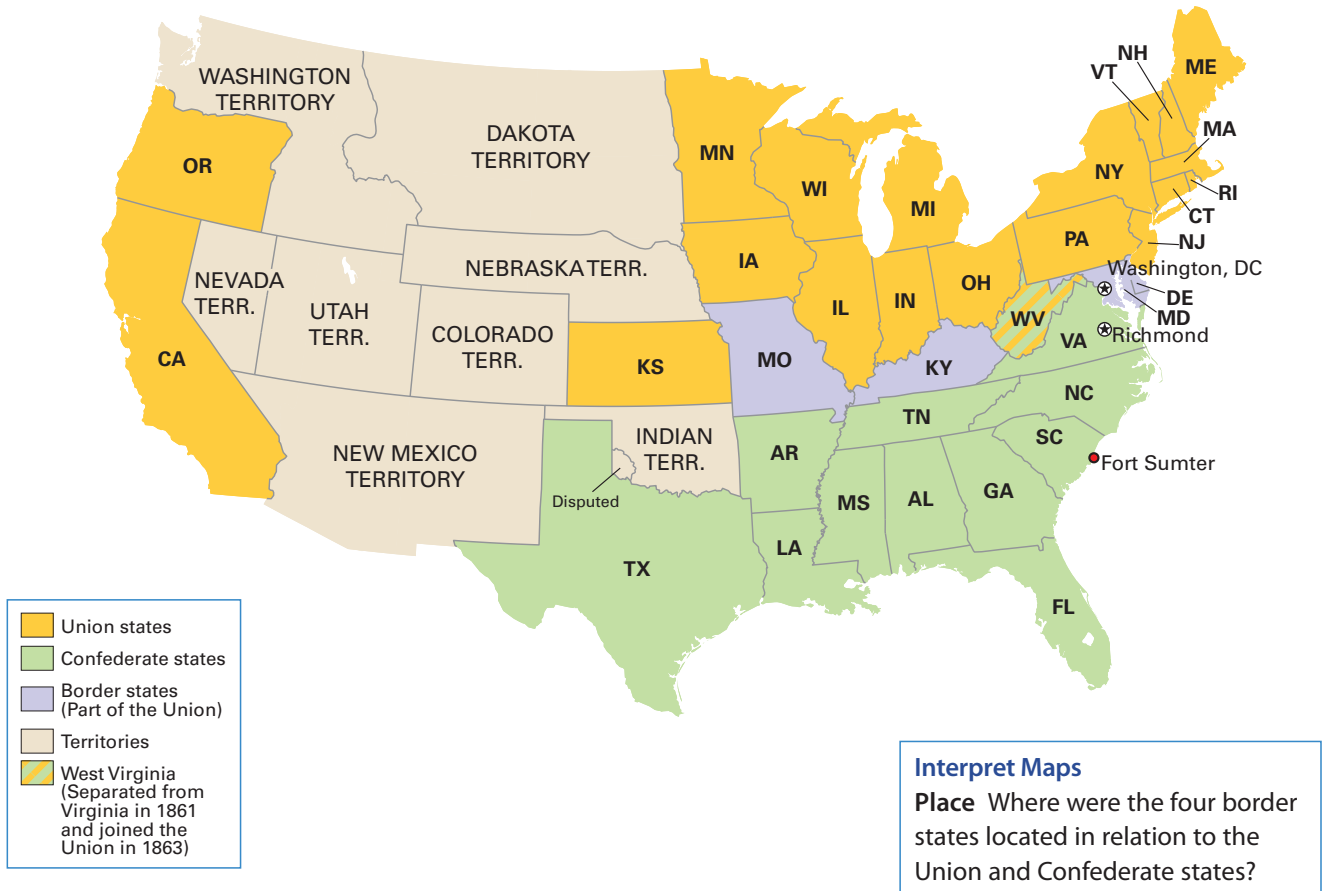 WASHINGTON
TERRITORY
DAKOTA
TERRITORY
OR
MN
WI
MI
NH
VT
ME
MA
NY
RI
CT
PA
NJ
Washington, DC
DE
MD
Richmond
NEVADA
TERR.
UTAH
TERR.
NEBRASKA TERR.
COLORADO
TERR.
IA
IL
IN
OH
WV
VA
CA
KS
MO
KY
NC
TN
SC
Fort Sumter
NEW MEXICO
TERRITORY
INDIAN
TERR.
Disputed
AR
MS
AL
GA
LA
TX
FL
Union states
Confederate states
Border states
(Part of the Union)
Territories
West Virginia
(Separated from
Virginia in 1861
and joined the
Union in 1863)
Interpret Maps
Place Where were the four border
states located in relation to the
Union and Confederate states?